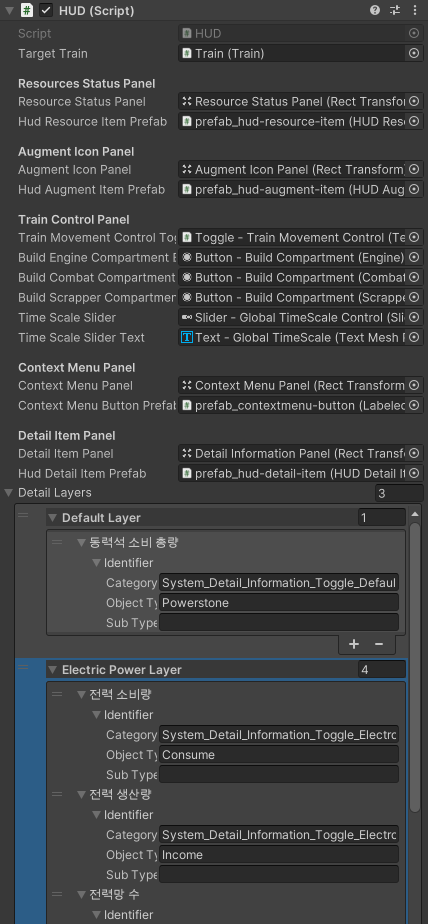 # HUD (Script)
Script # HUD
Target Train # Train (Train)
Resources Status Panel
Resource Status Panel Resource Status Panel (Rect Transfor
Hud Resource Item Prefab # prefab_hud-resource-item (HUD Reso
Augment Icon Panel
Augment Icon Panel Augment Icon Panel (Rect Transform)
Hud Augment Item Prefab # prefab_hud-augment-item (HUD Aug
Train Control Panel
Train Movement Control Tog # Toggle - Train Movement Control (Te
Build Engine Compartment B Button - Build Compartment (Engine)
Build Combat Compartment Button - Build Compartment (Combat
Build Scrapper Compartment Button - Build Compartment (Scrappe
Time Scale Slider Slider - Global TimeScale Control (Sli
Time Scale Slider Text T Text - Global TimeScale (Text Mesh P
Context Menu Panel
Context Menu Panel Context Menu Panel (Rect Transform
Context Menu Button Prefab # prefab_contextmenu-button (Labeled
Detail Item Panel
Detail Item Panel Detail Information Panel (Rect Transf
Hud Detail Item Prefab # prefab_hud-detail-item (HUD Detail It
Detail Layers 3
Default Layer 1
동력석 소비 총량
Identifier
Category System_Detail_Information_Toggle_Defaul
Object Ty Powerstone
Sub Type
+ −
Electric Power Layer 4
전력 소비량
Identifier
Category System_Detail_Information_Toggle_Electro
Object Ty Consume
Sub Type
전력 생산량
Identifier
Category System_Detail_Information_Toggle_Electro
Object Ty Income
Sub Type
전력망 수
Identifier